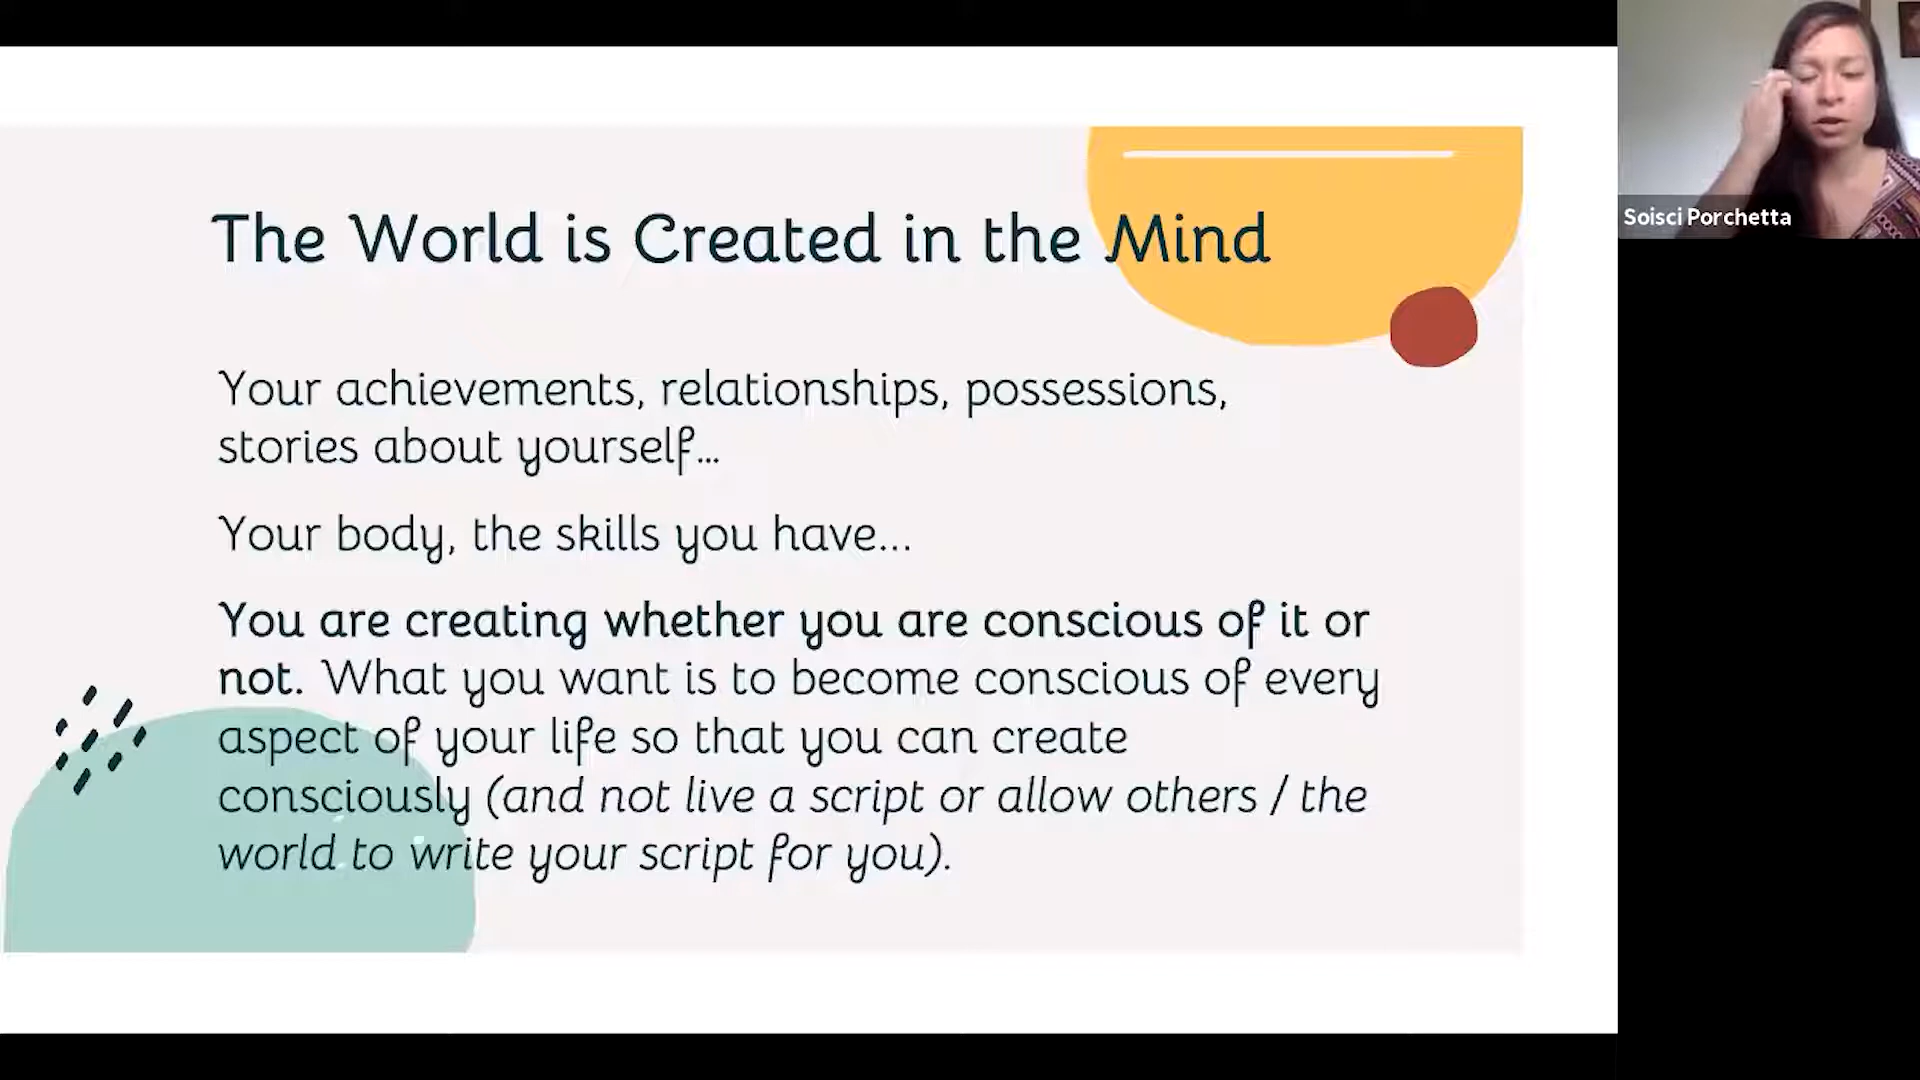 The World is Created in the Mind
Your achievements, relationships, possessions,
stories about yourself...
Your body, the skills you have...
You are creating whether you are conscious of it or
not. What you want is to become conscious of every
aspect of your life so that you can create
consciously (and not live a script or allow others / the
world to write your script for you).
Soisci Porchetta